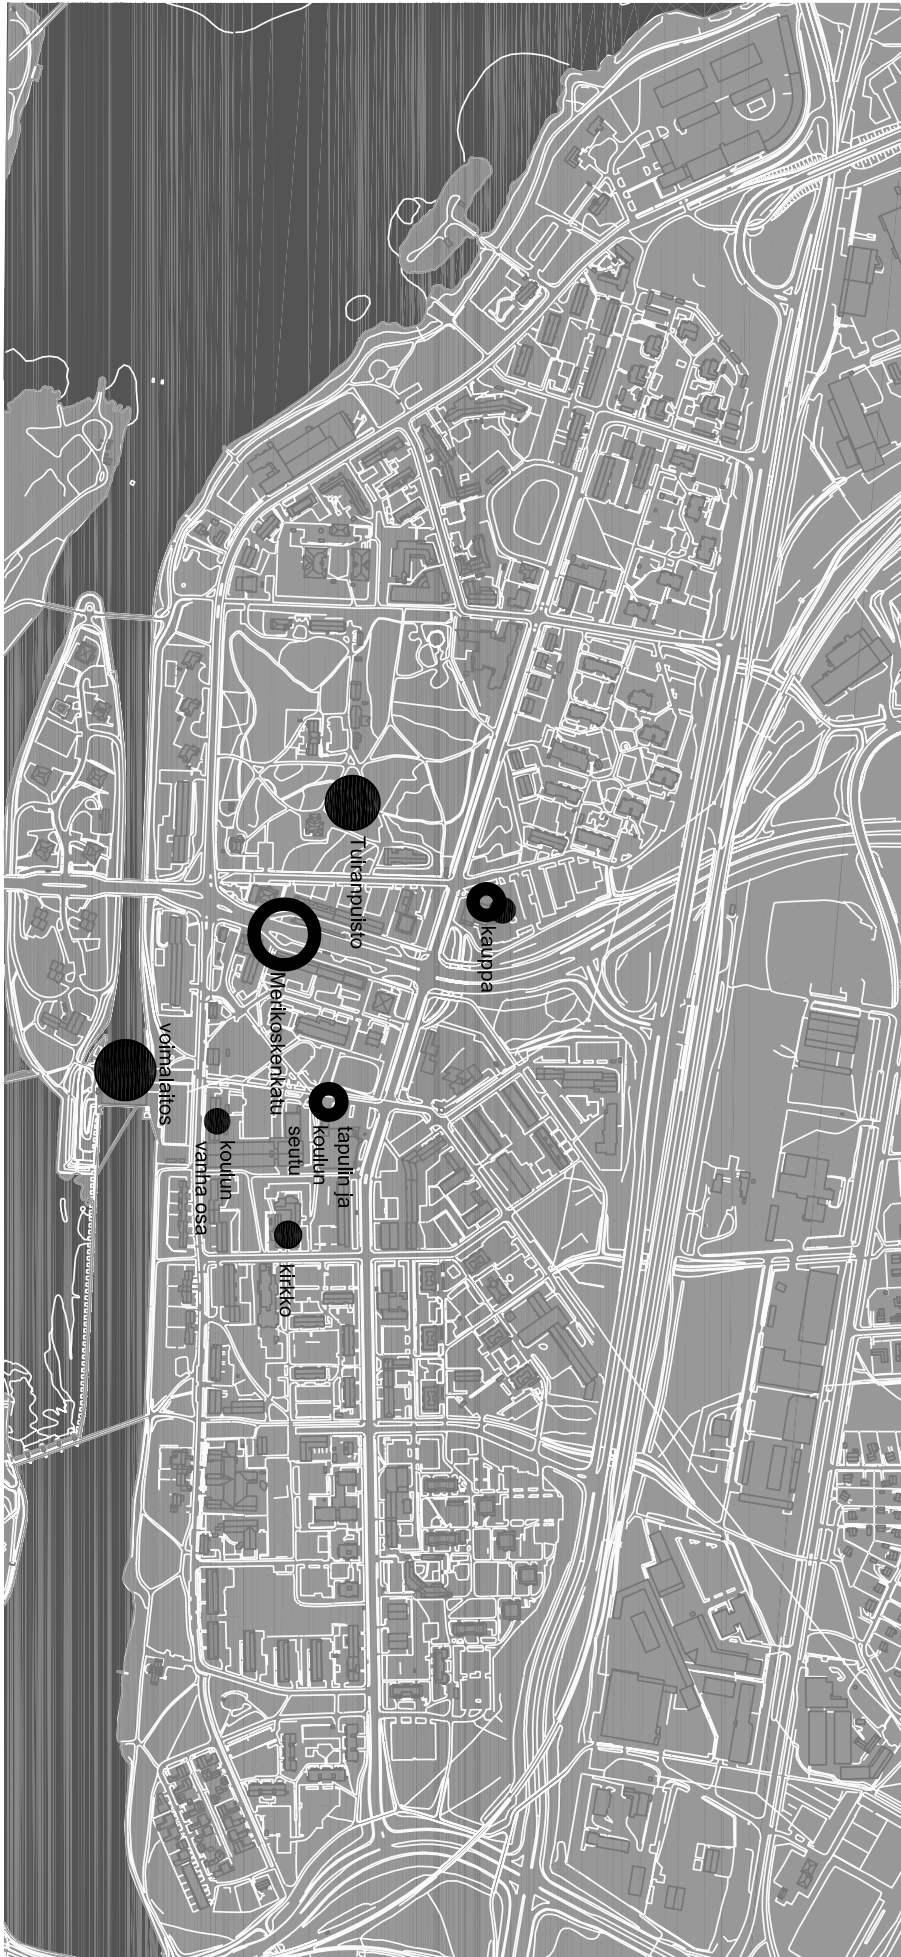 Tuiranpuisto
kauppa
Merikoskenkatu
voimalaitos
tapulin ja
koulun
seutu
koulun
vanha osa
kirkko